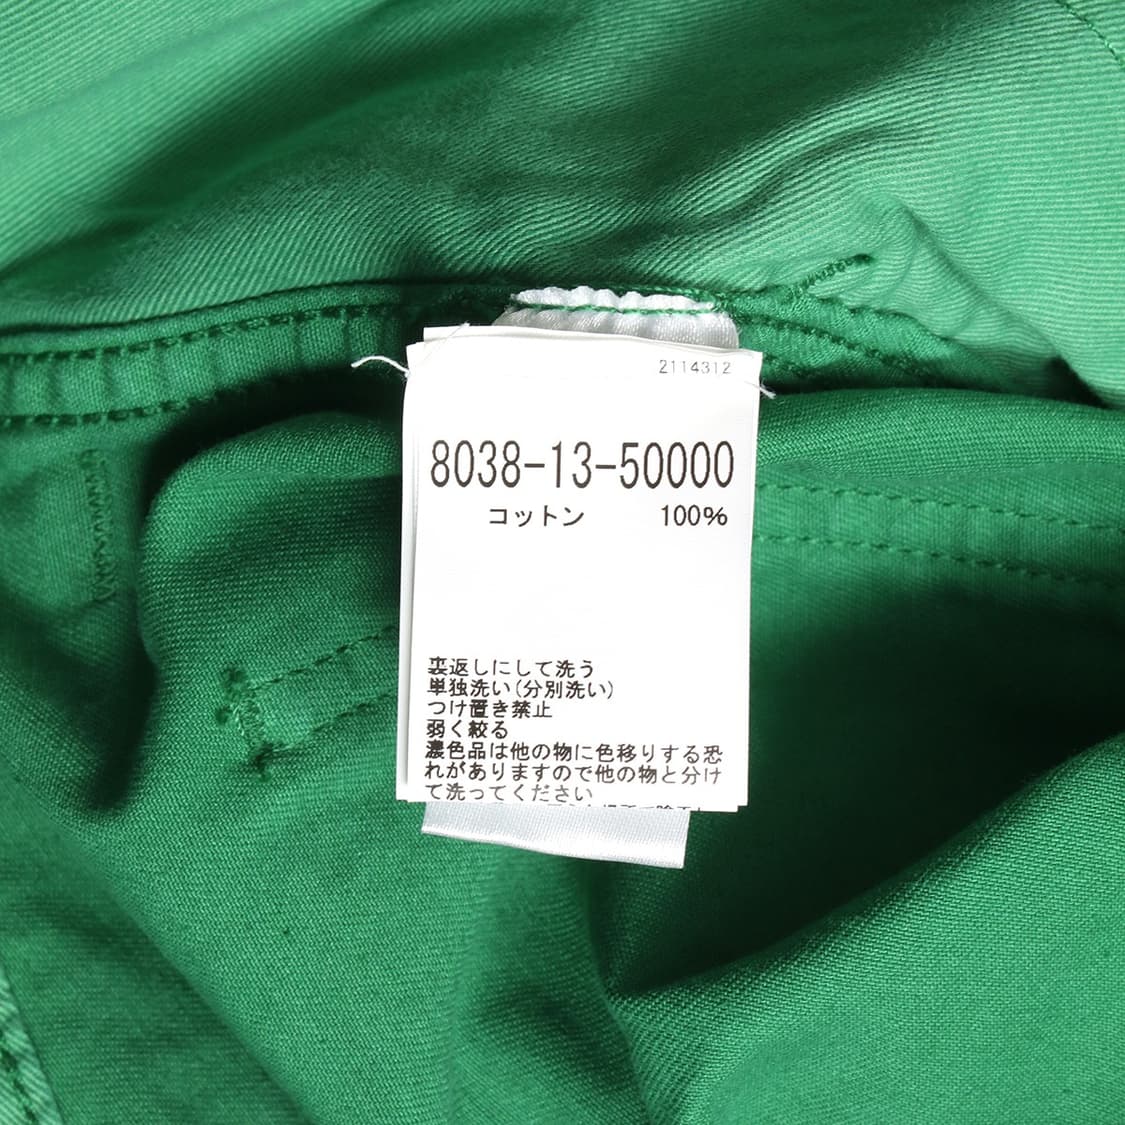 2114312
8038-13-50000
コットン 100%
裏返しにして洗う
単独洗い(分別洗い)
つけ置き禁止
弱く絞る
濃色品は他の物に色移りする恐
れがありますので他の物と分け
て洗ってください